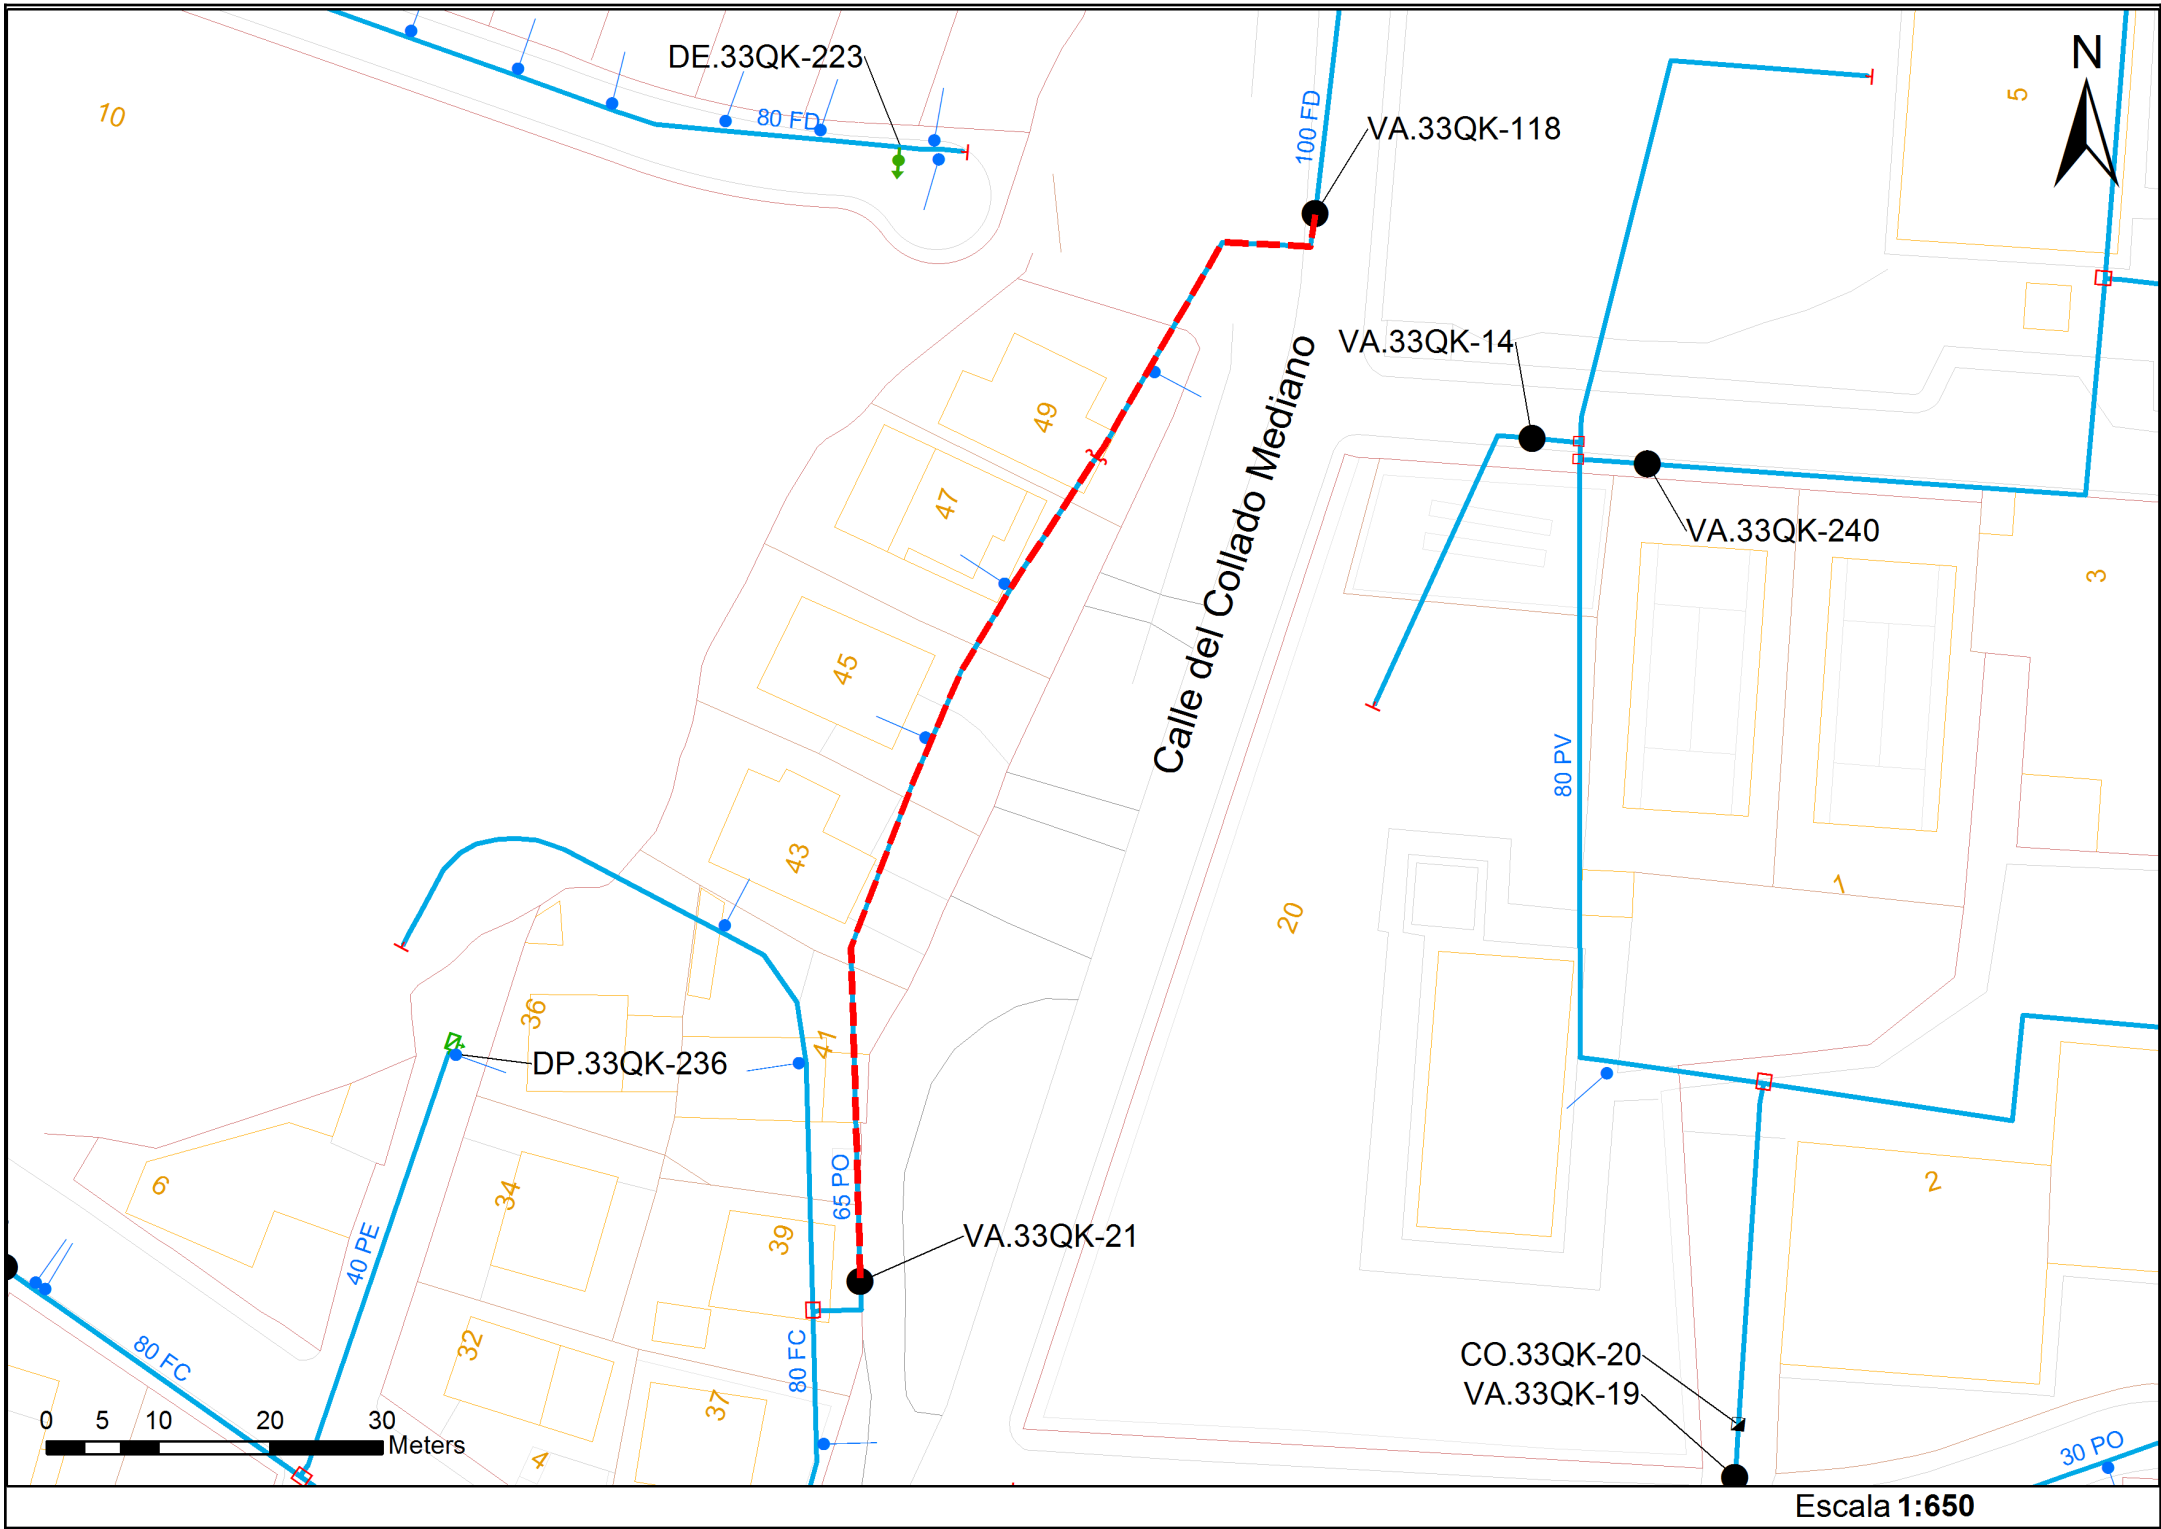 DE.33QK-223
N
10
80 FD
100 FD
VA.33QK-118
5
VA.33QK-14
Calle del Collado Mediano
49
47
VA.33QK-240
3
45
80 PV
43
1
20
36
41
DP.33QK-236
6
34
65 PO
39
VA.33QK-21
2
40 PE
80 FC
32
80 FC
37
4
CO.33QK-20
VA.33QK-19
0 5 10 20 30
Meters
30 PO
Escala 1:650